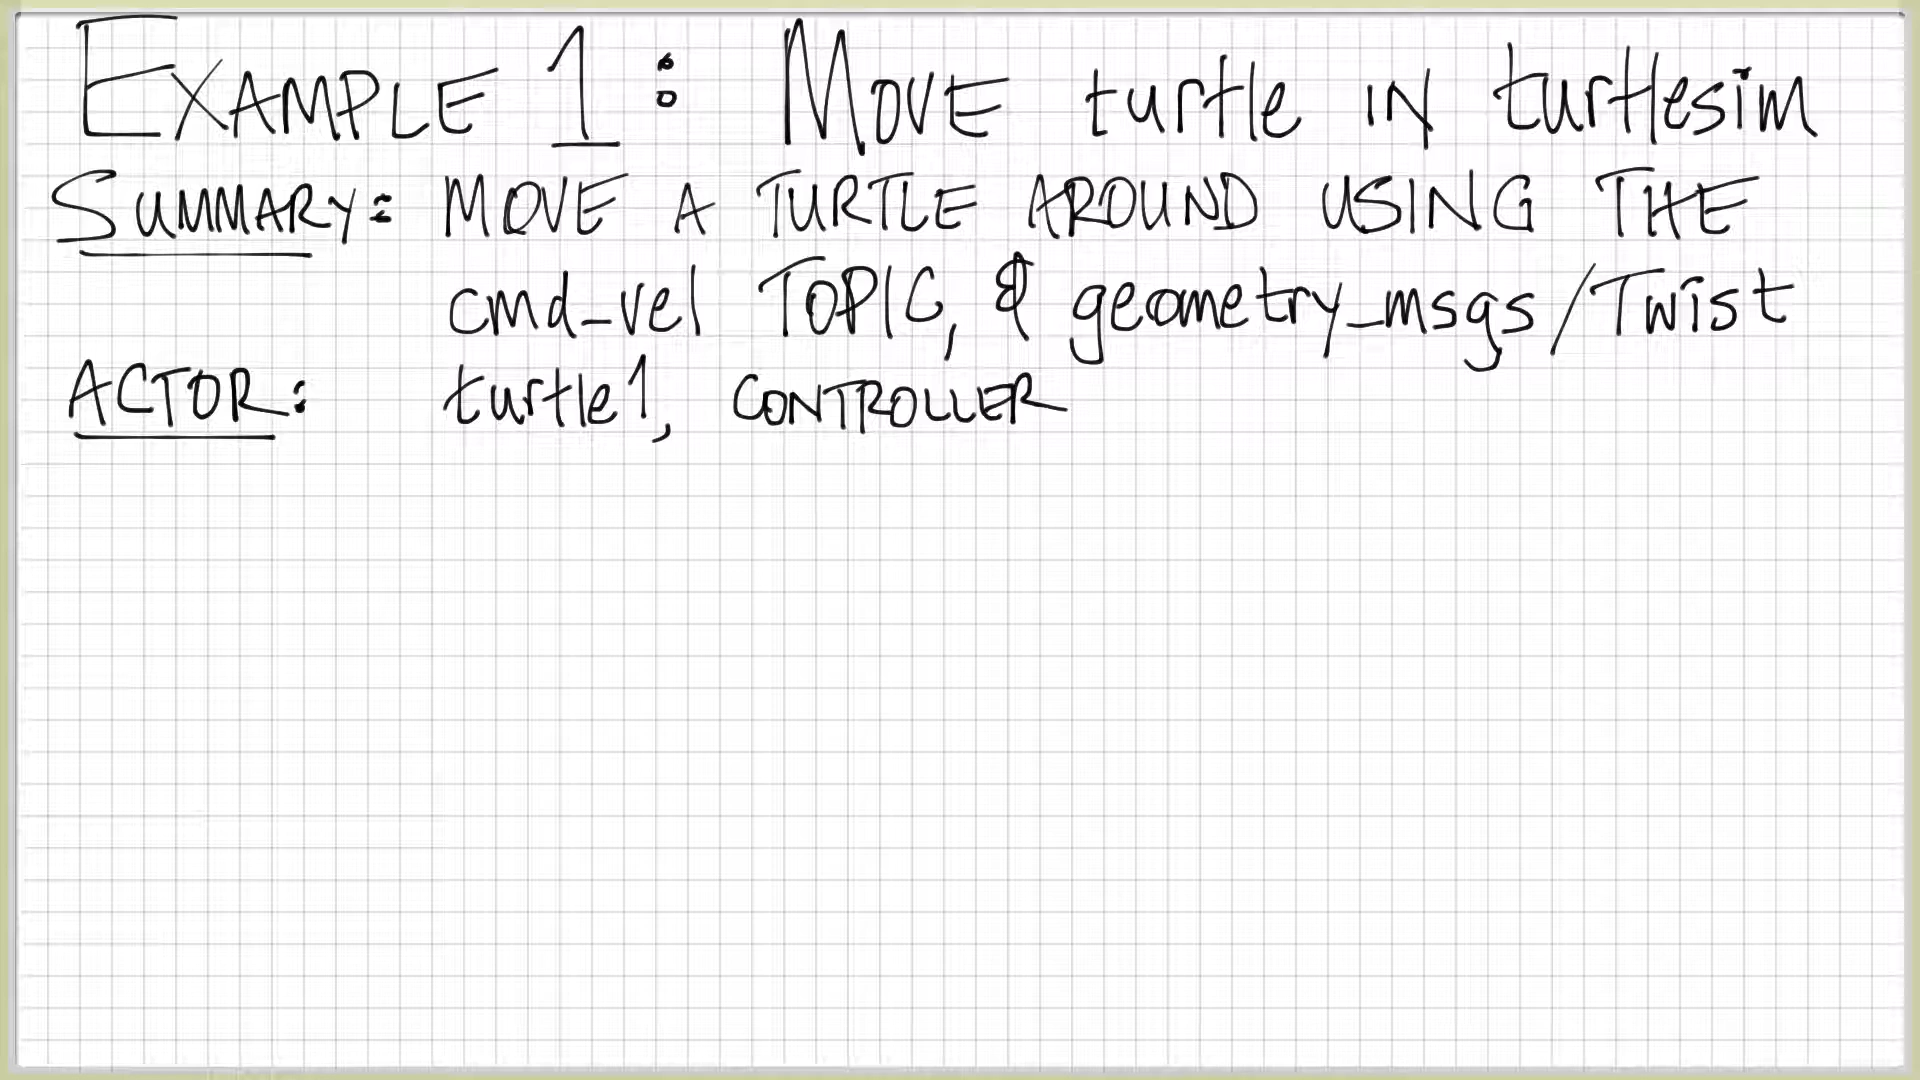 EXAMPLE 1: MOVE turtle IN turtlesim
SUMMARY: MOVE A TURTLE AROUND USING THE
cmd_vel TOPIC, & geometry_msgs/Twist
ACTOR: turtle1, CONTROLLER